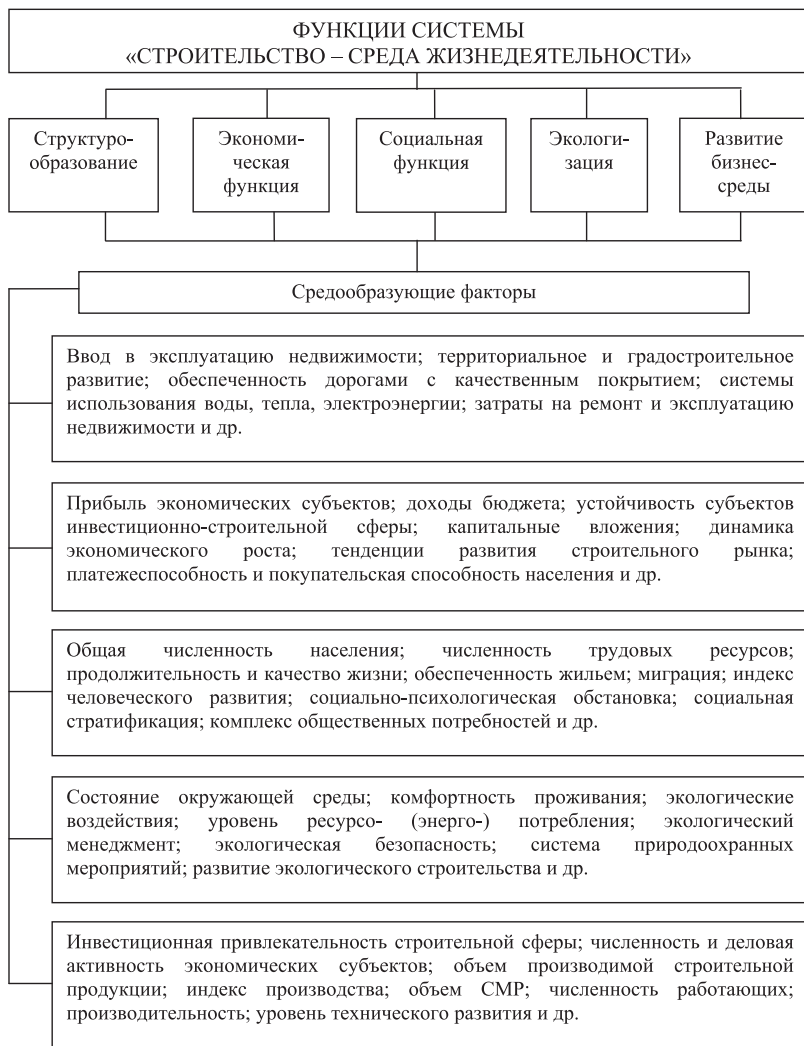 ФУНКЦИИ СИСТЕМЫ
«СТРОИТЕЛЬСТВО – СРЕДА ЖИЗНЕДЕЯТЕЛЬНОСТИ»
Структуро-
образование
Экономи-
ческая
функция
Социальная
функция
Экологи-
зация
Развитие
бизнес-
среды
Средообразующие факторы
Ввод в эксплуатацию недвижимости; территориальное и градостроительное
развитие; обеспеченность дорогами с качественным покрытием; системы
использования воды, тепла, электроэнергии; затраты на ремонт и эксплуатацию
недвижимости и др.
Прибыль экономических субъектов; доходы бюджета; устойчивость субъектов
инвестиционно-строительной сферы; капитальные вложения; динамика
экономического роста; тенденции развития строительного рынка;
платежеспособность и покупательская способность населения и др.
Общая численность населения; численность трудовых ресурсов;
продолжительность и качество жизни; обеспеченность жильем; миграция; индекс
человеческого развития; социально-психологическая обстановка; социальная
стратификация; комплекс общественных потребностей и др.
Состояние окружающей среды; комфортность проживания; экологические
воздействия; уровень ресурсо- (энерго-) потребления; экологический
менеджмент; экологическая безопасность; система природоохранных
мероприятий; развитие экологического строительства и др.
Инвестиционная привлекательность строительной сферы; численность и деловая
активность экономических субъектов; объем производимой строительной
продукции; индекс производства; объем СМР; численность работающих;
производительность; уровень технического развития и др.